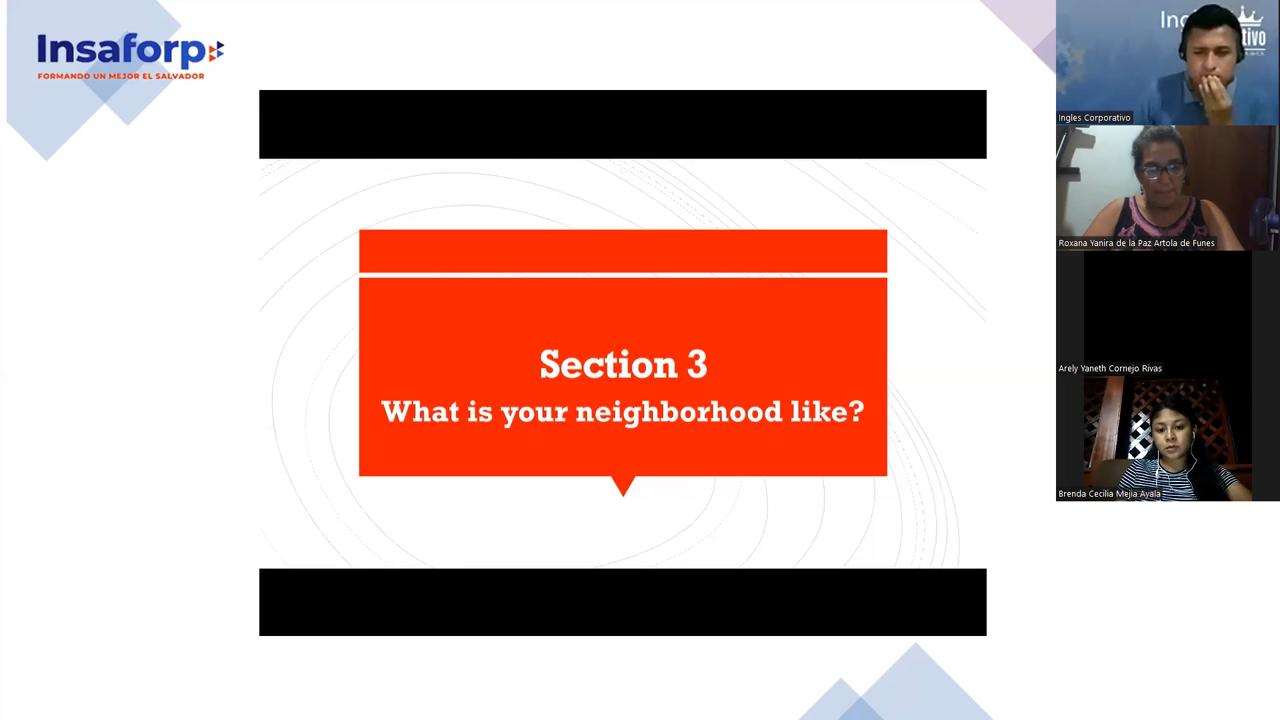 Insaforp
FORMANDO UN MEJOR EL SALVADOR
Section 3
What is your neighborhood like?
Ingles Corporativo
Roxana Yanira de la Paz Artola de Funes
Arely Yaneth Cornejo Rivas
Brenda Cecilia Mejia Ayala